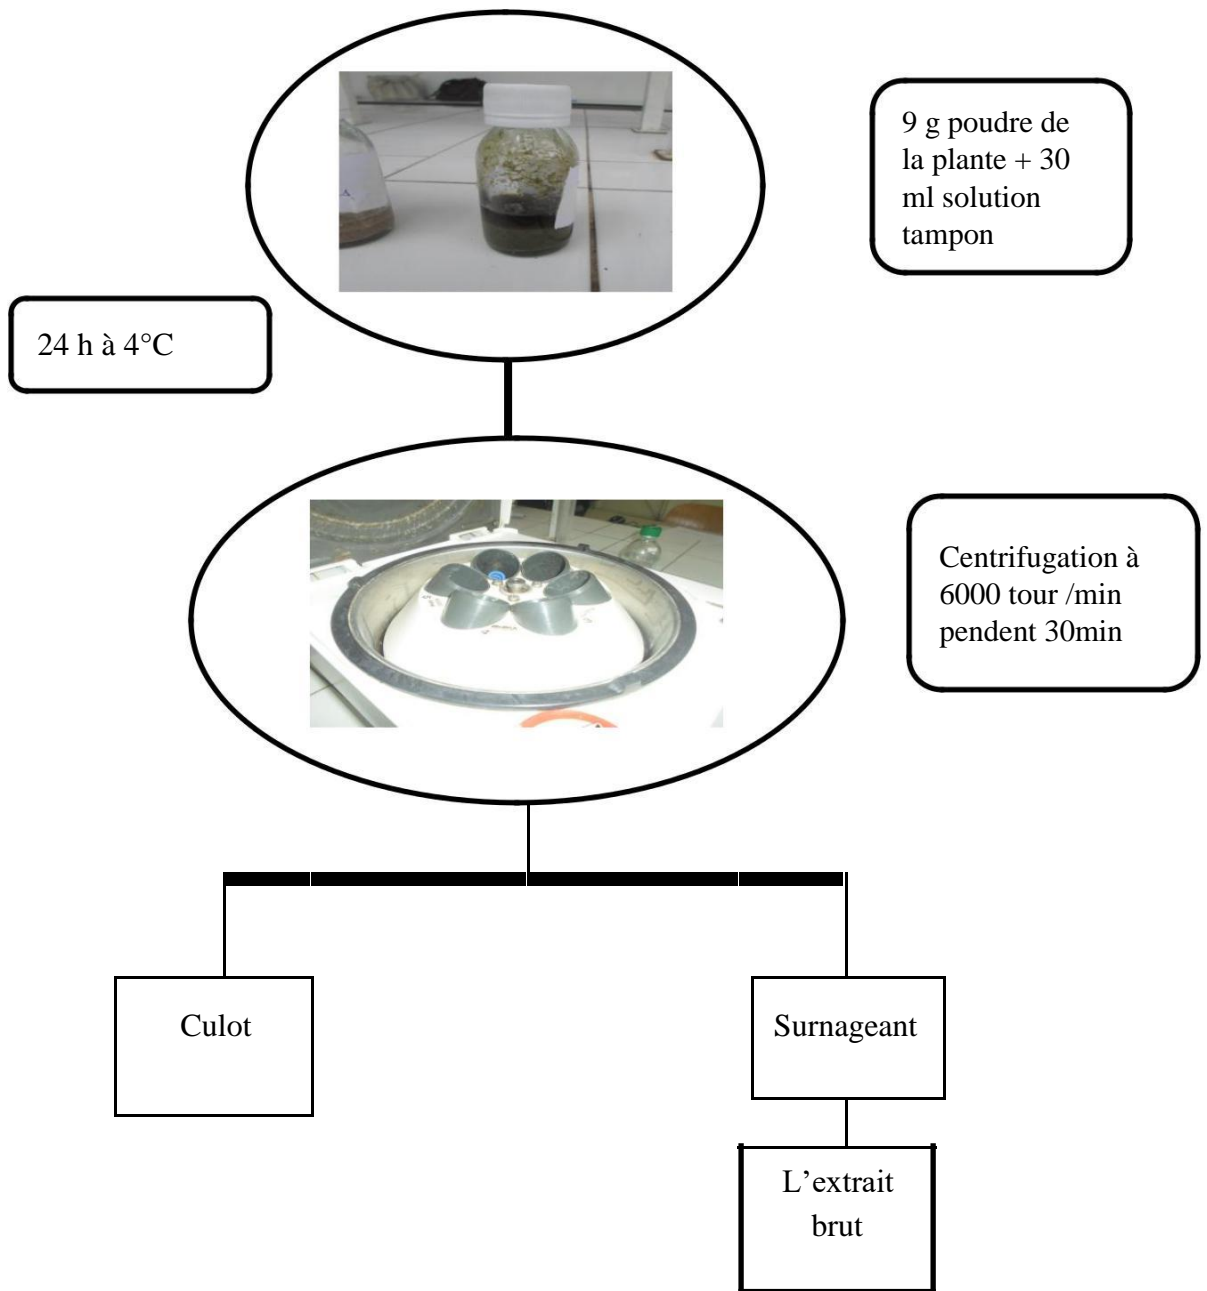 9 g poudre de
la plante + 30
ml solution
tampon
24 h à 4°C
Centrifugation à
6000 tour /min
pendent 30min
Culot
Surnageant
L’extrait
brut